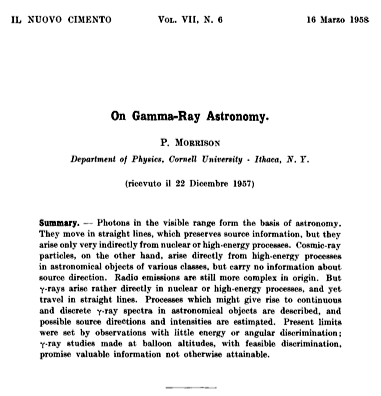 IL NUOVO CIMENTO VOL. VII, N. 6 16 Marzo 1958
On Gamma-Ray Astronomy.
P. MORRISON
Department of Physics, Cornell University - Ithaca, N. Y.
(ricevuto il 22 Dicembre 1957)
Summary. — Photons in the visible range form the basis of astronomy.
They move in straight lines, which preserves source information, but they
arise only very indirectly from nuclear or high-energy processes. Cosmic-ray
particles, on the other hand, arise directly from high-energy processes
in astronomical objects of various classes, but carry no information about
source direction. Radio emissions are still more complex in origin. But
γ-rays arise rather directly in nuclear or high-energy processes, and yet
travel in straight lines. Processes which might give rise to continuous
and discrete γ-ray spectra in astronomical objects are described, and
possible source directions and intensities are estimated. Present limits
were set by observations with little energy or angular discrimination;
γ-ray studies made at balloon altitudes, with feasible discrimination,
promise valuable information not otherwise attainable.